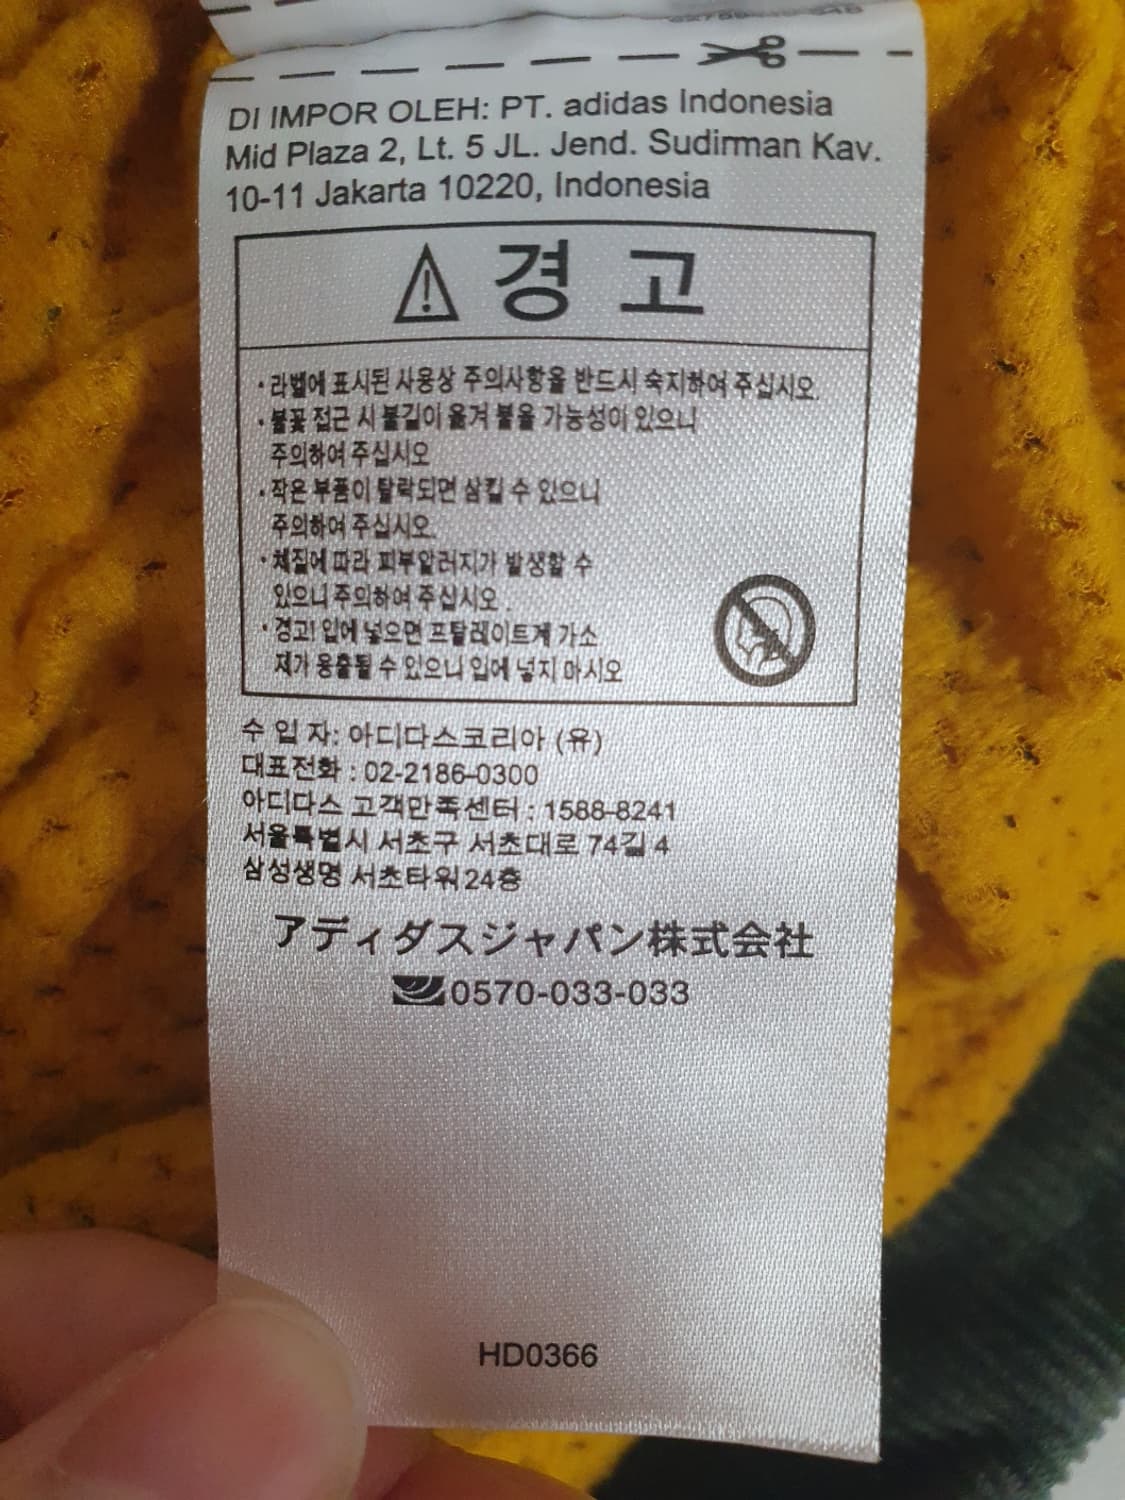 DI IMPOR OLEH: PT. adidas Indonesia
Mid Plaza 2, Lt. 5 JL. Jend. Sudirman Kav.
10-11 Jakarta 10220, Indonesia
경 고
· 라벨에 표시된 사용상 주의사항을 반드시 숙지하여 주십시오.
· 불꽃 접근 시 불길이 옮겨 붙을 가능성이 있으니
주의하여 주십시오
· 작은 부품이 탈락되면 삼킬 수 있으니
주의하여 주십시오.
· 체질에 따라 피부알러지가 발생할 수
있으니 주의하여 주십시오.
· 경고! 입에 넣으면 프탈레이트계 가소
제가 용출될 수 있으니 입에 넣지 마시오
수 입 자: 아디다스코리아 (유)
대표전화 : 02-2186-0300
아디다스 고객만족센터 : 1588-8241
서울특별시 서초구 서초대로 74길 4
삼성생명 서초타워24층
アディダスジャパン株式会社
0570-033-033
HD0366